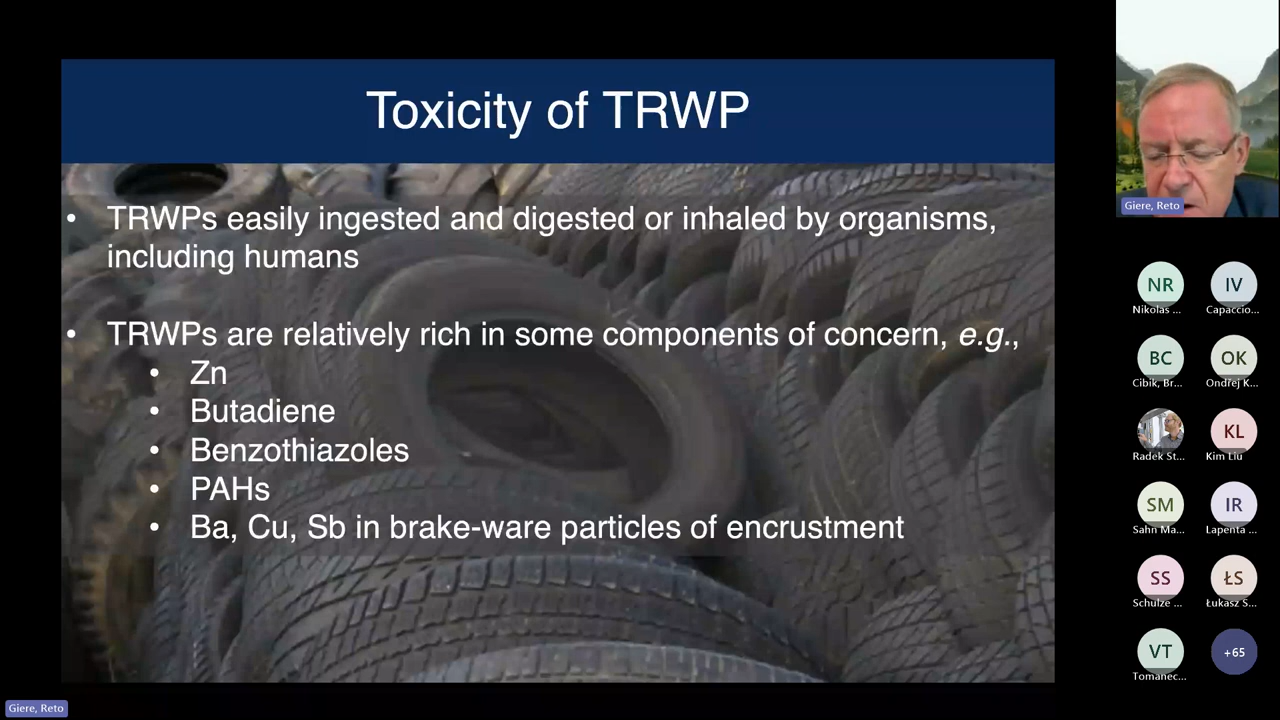 Toxicity of TRWP
• TRWPs easily ingested and digested or inhaled by organisms,
including humans
• TRWPs are relatively rich in some components of concern, e.g.,
• Zn
• Butadiene
• Benzothiazoles
• PAHs
• Ba, Cu, Sb in brake-ware particles of encrustment
Giere, Reto
NR
IV
Nikolas ...
Capaccio...
BC
OK
Cibik, Br...
Ondřej K...
KL
Radek St...
Kim Liu
SM
IR
Sahn Ma...
Lapenta ...
SS
ŁS
Schulze ...
Łukasz S...
VT
+65
Tomanec...
Giere, Reto